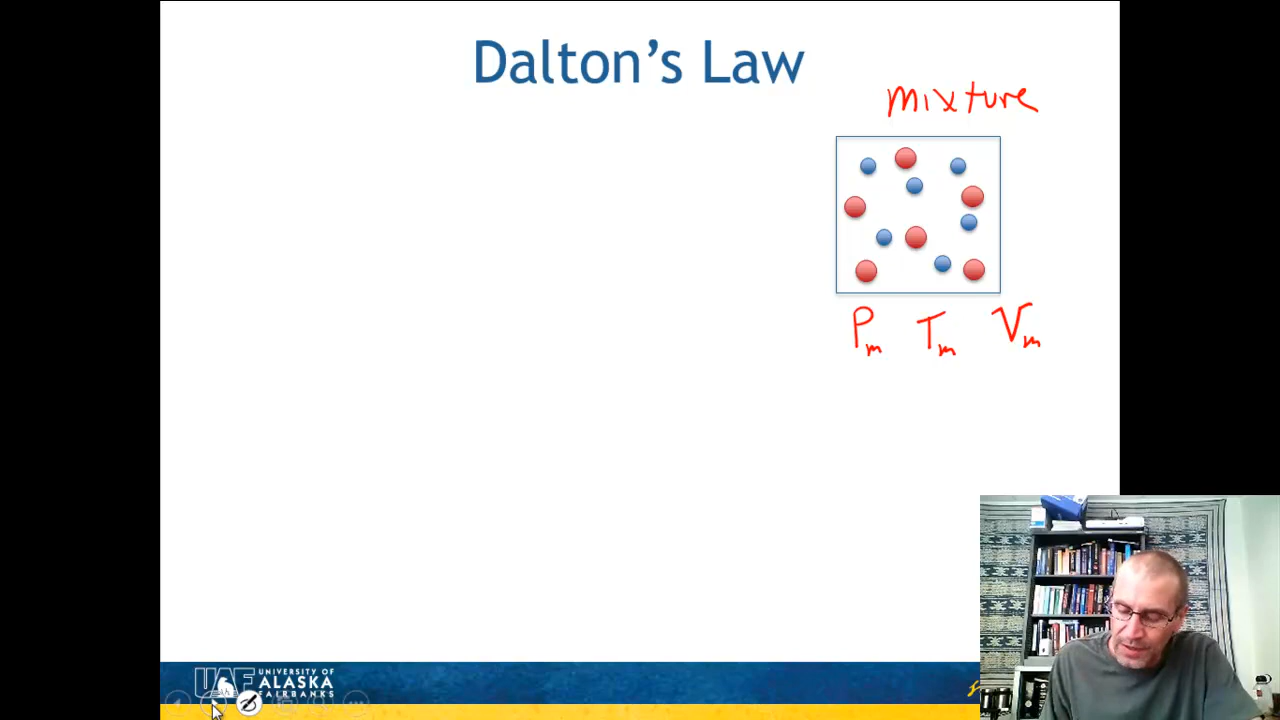 Dalton's Law
mixture
Pm Tm Vm
UAF
UNIVERSITY OF
ALASKA
FAIRBANKS